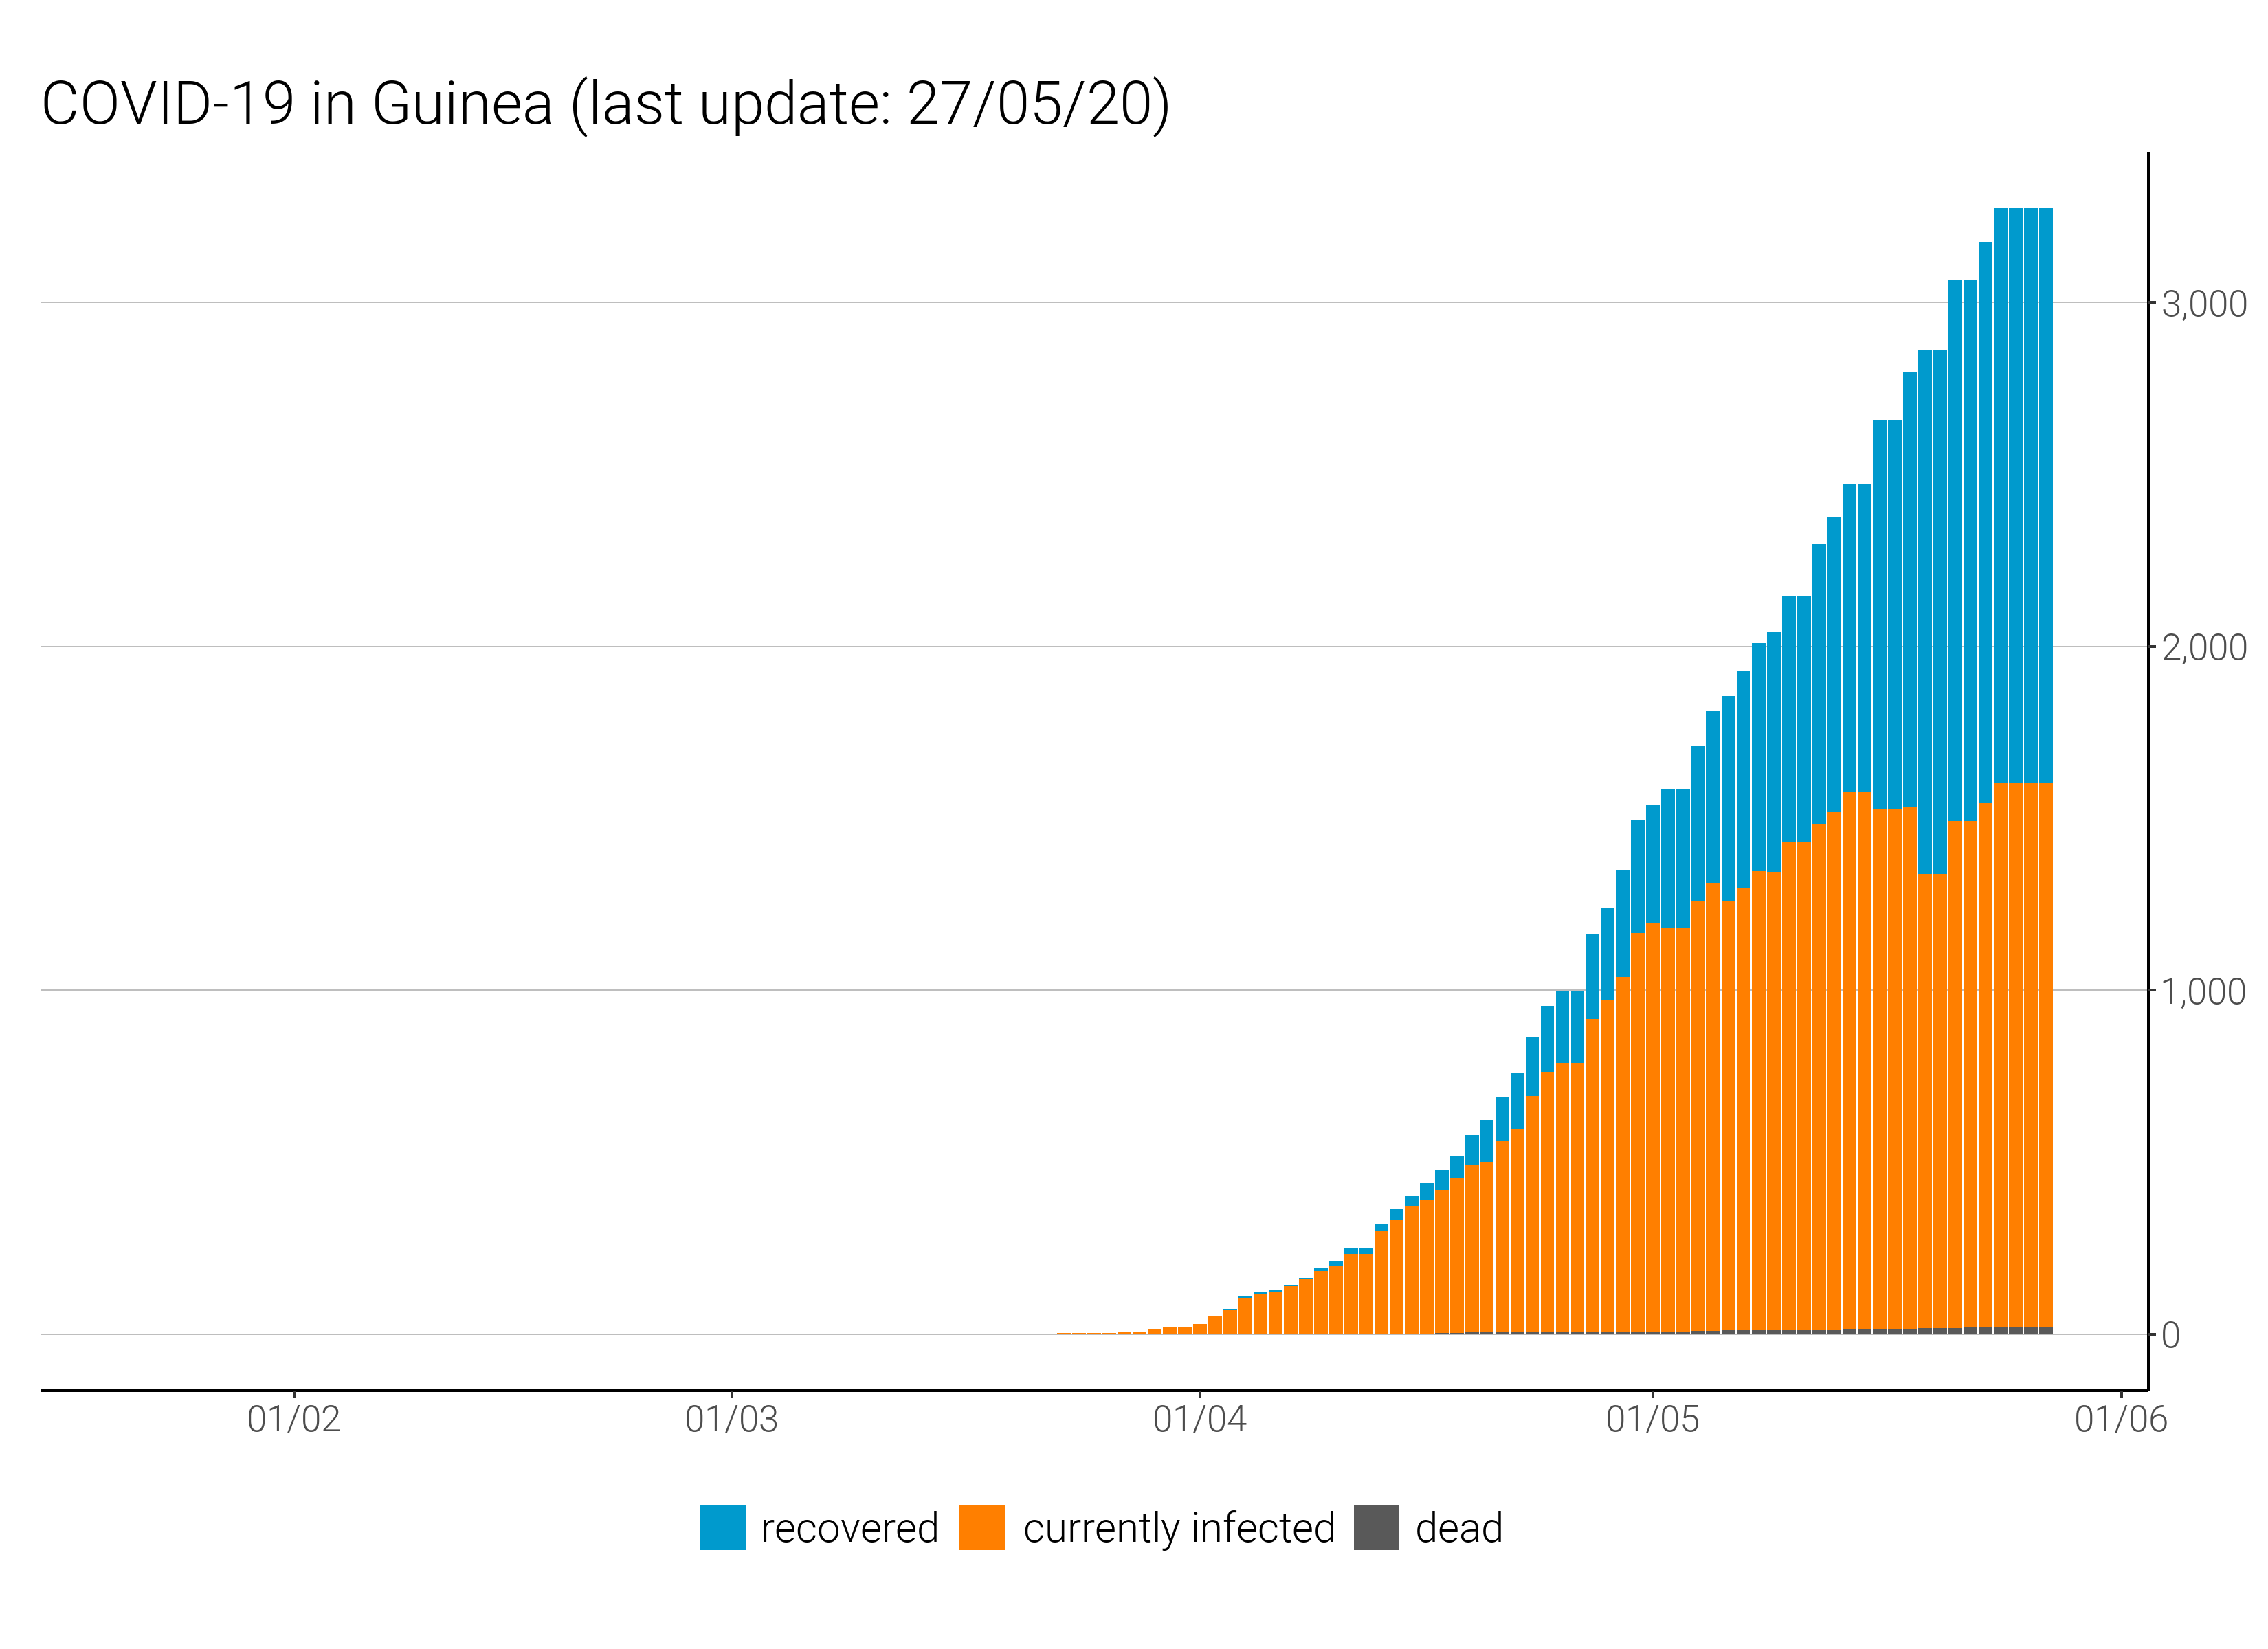 COVID-19 in Guinea (last update: 27/05/20)
3,000
2,000
1,000
0
01/02 01/03 01/04 01/05 01/06
recovered currently infected dead